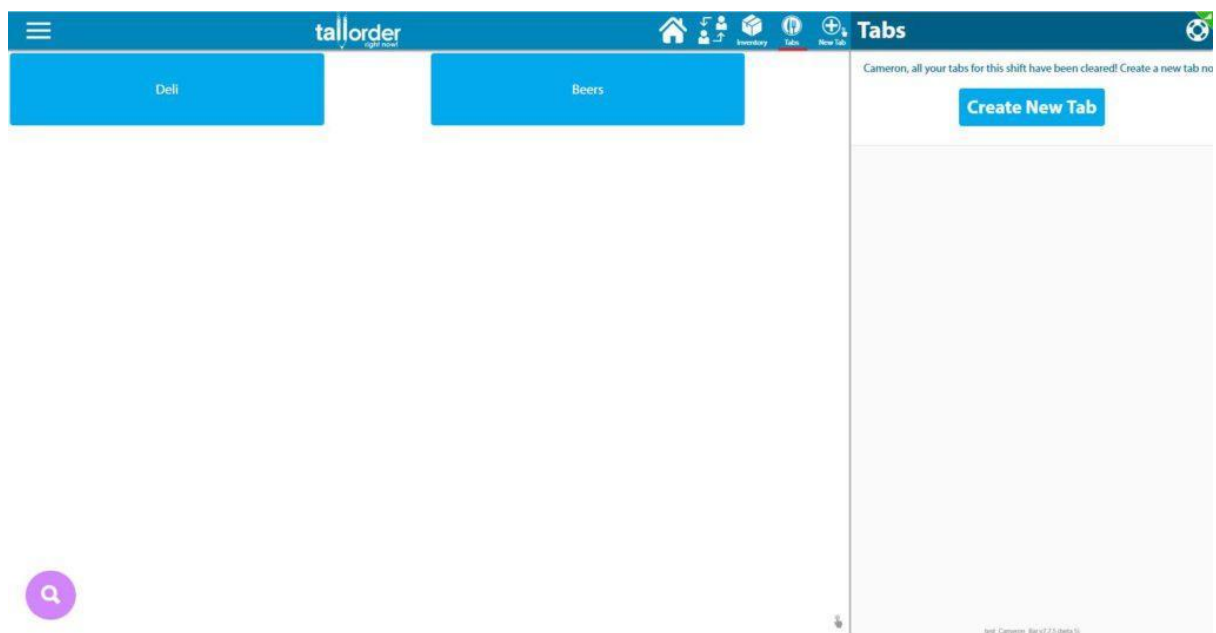 tallorder
right now!
Inventory
Tabs
New Tab
Tabs
Deli
Beers
Cameron, all your tabs for this shift have been cleared! Create a new tab no
Create New Tab